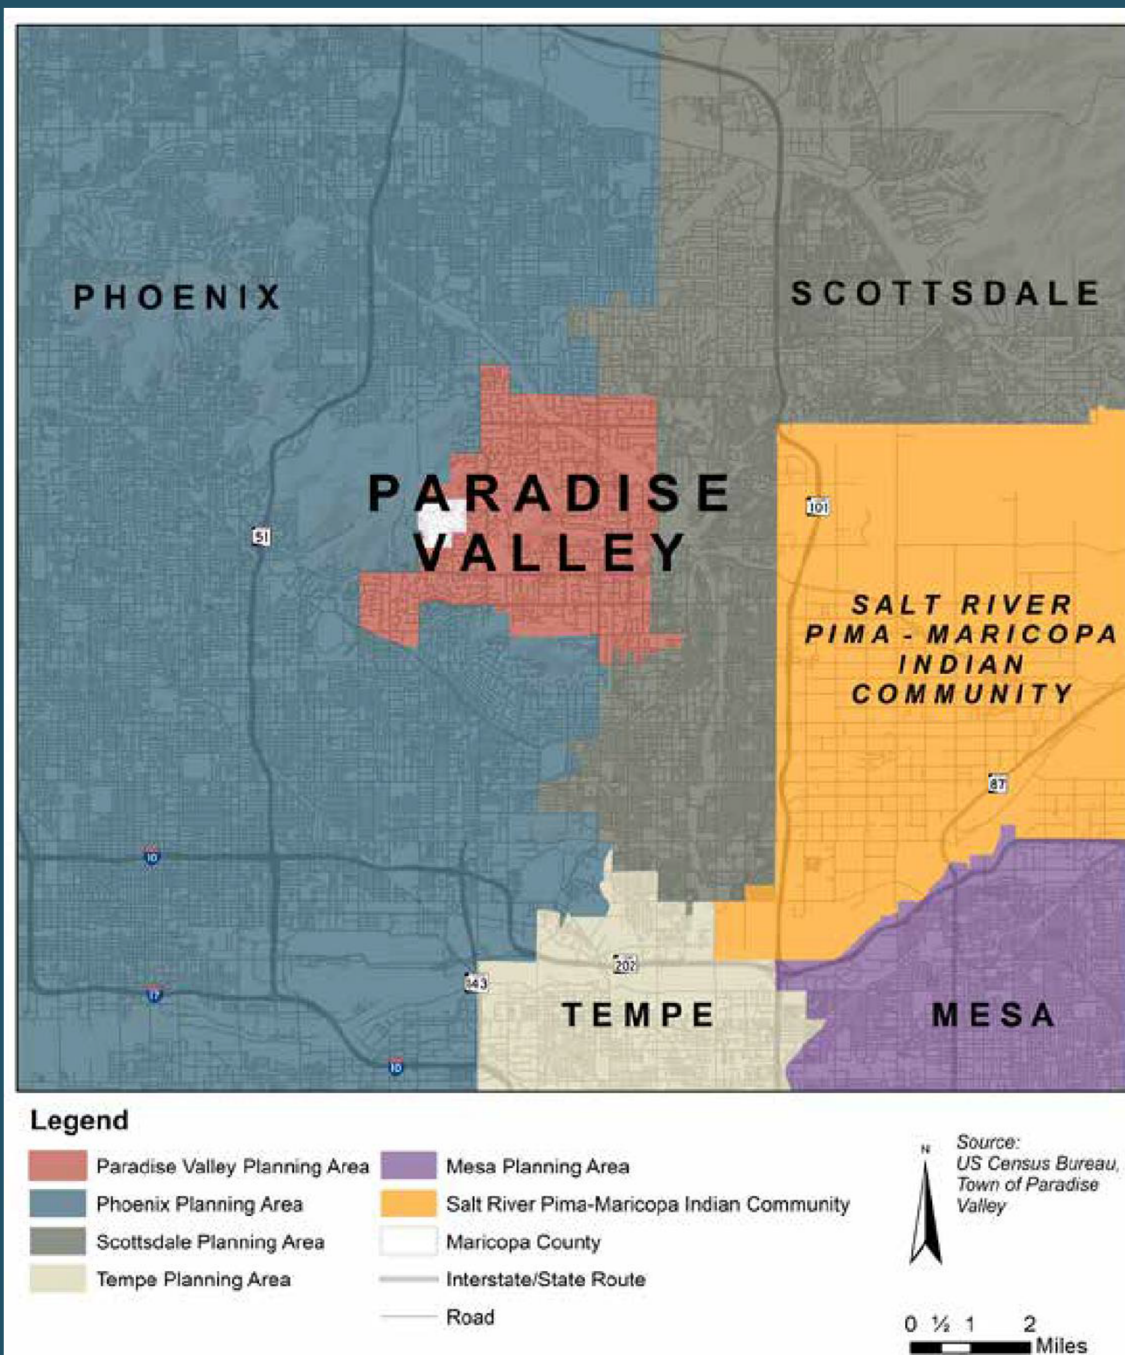 PHOENIX
SCOTTSDALE
PARADISE
VALLEY
101
51
SALT RIVER
PIMA - MARICOPA
INDIAN
COMMUNITY
87
10
202
143
17
TEMPE
MESA
10
Legend
Paradise Valley Planning Area
Phoenix Planning Area
Scottsdale Planning Area
Tempe Planning Area
Mesa Planning Area
Salt River Pima-Maricopa Indian Community
Maricopa County
Interstate/State Route
Road
N
Source:
US Census Bureau,
Town of Paradise
Valley
0 ½ 1 2
Miles